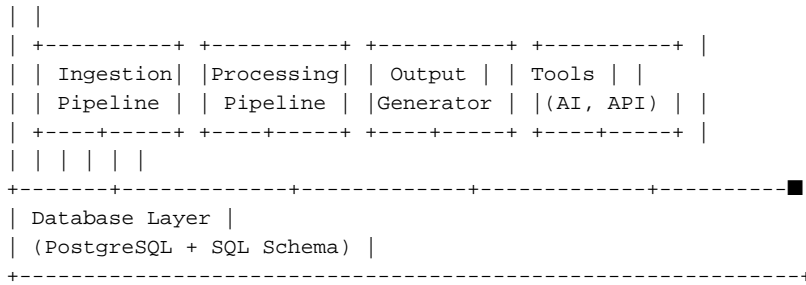 | |
| +----------+ +----------+ +----------+ +----------+ |
| | Ingestion| |Processing| | Output | | Tools | |
| | Pipeline | | Pipeline | |Generator | |(AI, API) | |
| +----+-----+ +----+-----+ +----+-----+ +----+-----+ |
| | | | | |
+-------+-------------+-------------+-------------+----------■
| Database Layer |
| (PostgreSQL + SQL Schema) |
+-------------------------------------------------------------+